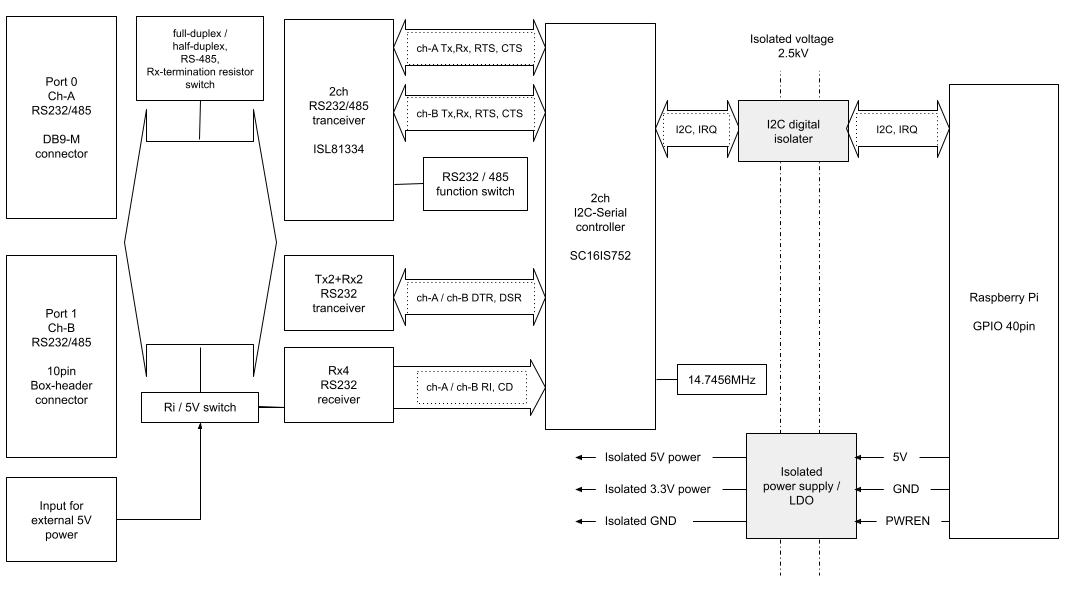 Port 0
Ch-A
RS232/485
DB9-M
connector
full-duplex /
half-duplex,
RS-485,
Rx-termination resistor
switch
2ch
RS232/485
tranceiver
ISL81334
ch-A Tx,Rx, RTS, CTS
ch-B Tx,Rx, RTS, CTS
RS232 / 485
function switch
2ch
I2C-Serial
controller
SC16IS752
I2C, IRQ
Isolated voltage
2.5kV
I2C digital
isolater
I2C, IRQ
Raspberry Pi
GPIO 40pin
Port 1
Ch-B
RS232/485
10pin
Box-header
connector
Tx2+Rx2
RS232
tranceiver
ch-A / ch-B DTR, DSR
Rx4
RS232
receiver
ch-A / ch-B RI, CD
14.7456MHz
Ri / 5V switch
Input for
external 5V
power
Isolated 5V power
Isolated 3.3V power
Isolated GND
Isolated
power supply /
LDO
5V
GND
PWREN